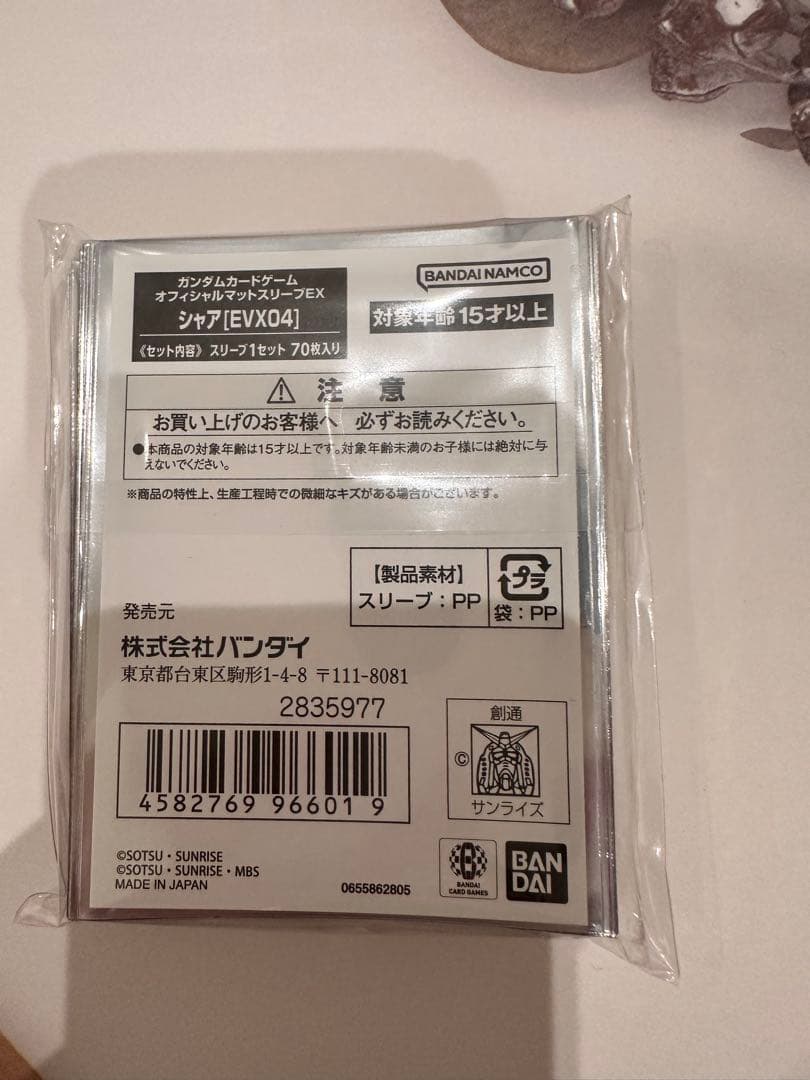 ガンダムカードゲーム
オフィシャルマットスリーブEX
シャア[EVX04]
《セット内容》 スリーブ1セット 70枚入り
BANDAI NAMCO
対象年齢 15才以上
⚠ 注 意
お買い上げのお客様へ 必ずお読みください。
●本商品の対象年齢は15才以上です。対象年齢未満のお子様には絶対に与
えないでください。
※商品の特性上、生産工程時での微細なキズがある場合がございます。
【製品素材】
スリーブ:PP
プラ
袋:PP
発売元
株式会社バンダイ
東京都台東区駒形1-4-8 〒111-8081
2835977
4582769 96601 9
創通
©
サンライズ
©SOTSU・SUNRISE
©SOTSU・SUNRISE・MBS
MADE IN JAPAN
0655862805
BANDAI
CARD GAMES
BAN
DAI